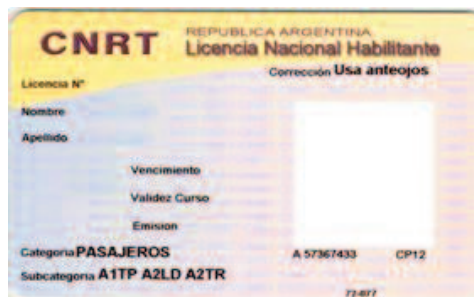 CNRT
REPUBLICA ARGENTINA
Licencia Nacional Habilitante
Corrección Usa anteojos
Licencia N°
Nombre
Apellido
Vencimiento
Validez Curso
Emision
Categoria PASAJEROS
A 57367433 CP12
Subcategoria A1TP A2LD A2TR